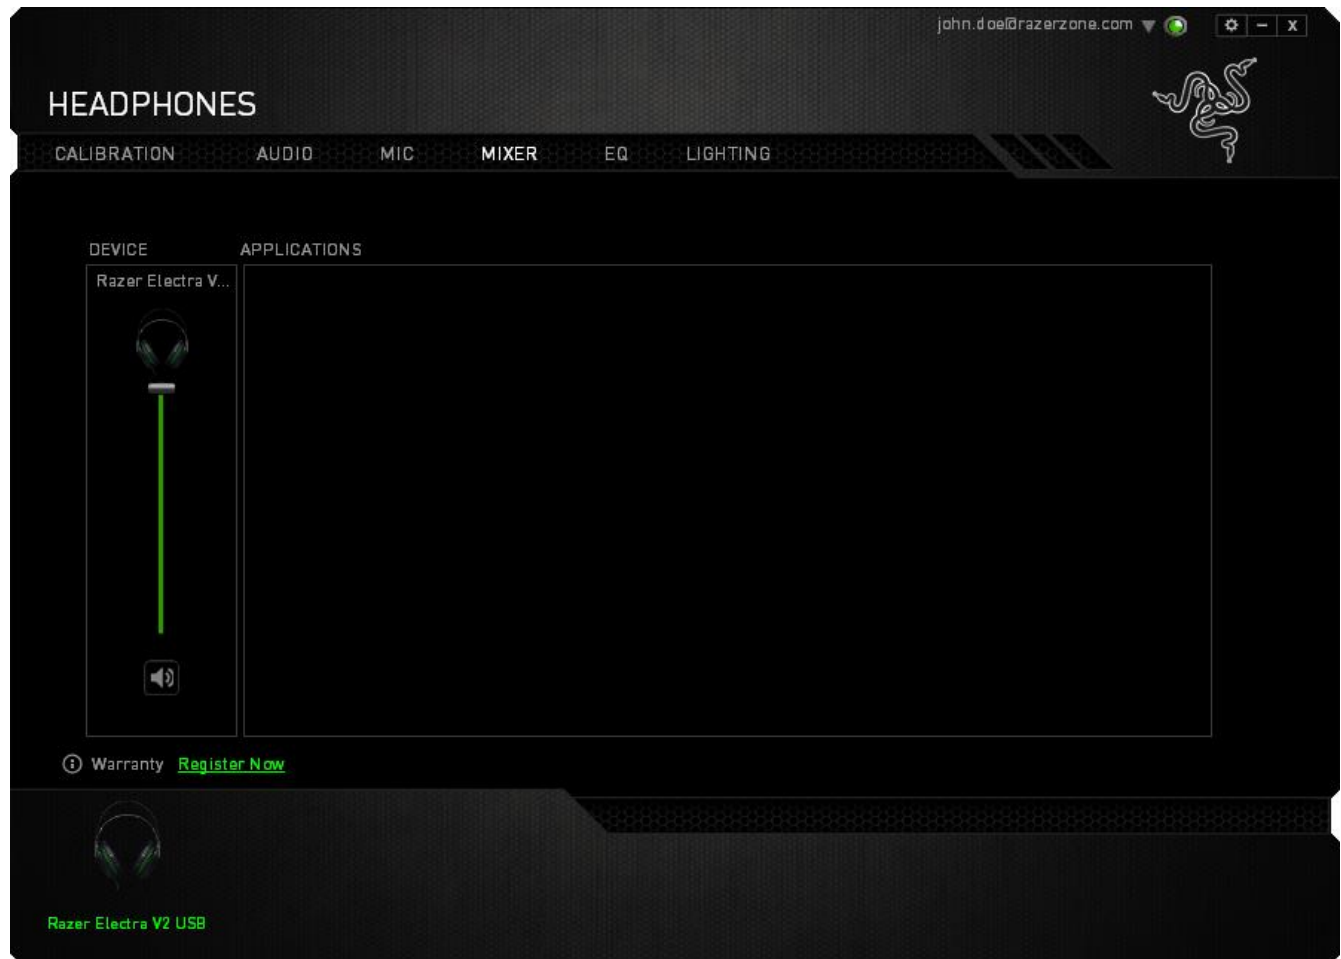 john.doe@razerzone.com
HEADPHONES
CALIBRATION AUDIO MIC MIXER EQ LIGHTING
DEVICE APPLICATIONS
Razer Electra V...
Warranty Register Now
Razer Electra V2 USB